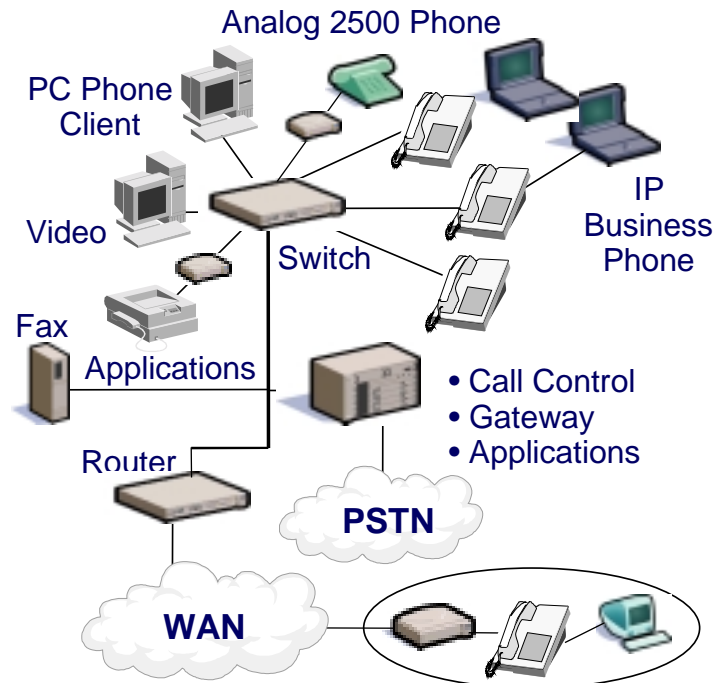 Analog 2500 Phone
PC Phone
Client
Video
Switch
IP
Business
Phone
Fax
Applications
• Call Control
• Gateway
• Applications
Router
PSTN
WAN